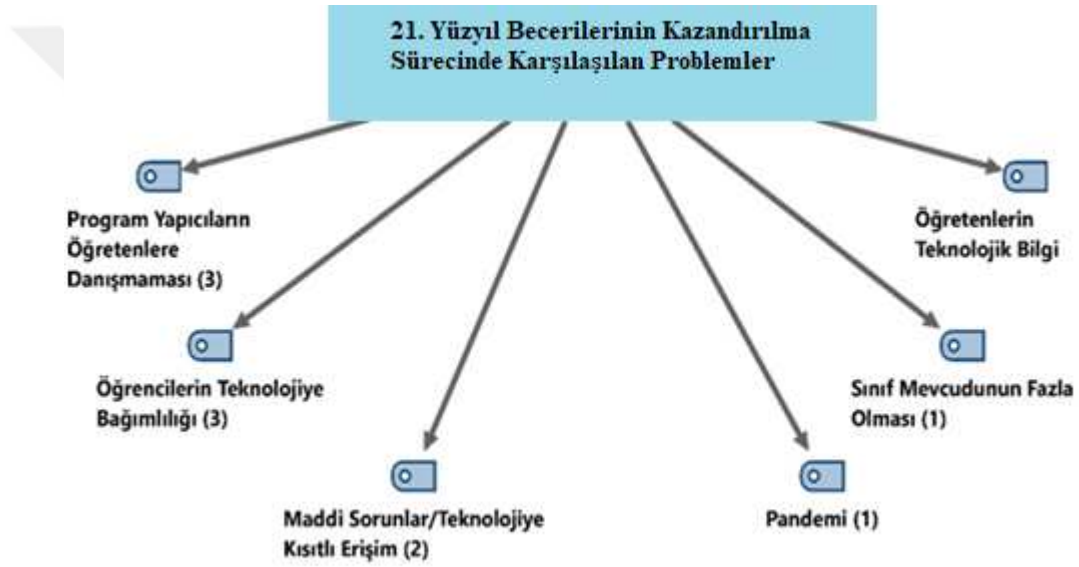 21. Yüzyıl Becerilerinin Kazandırılma
Sürecinde Karşılaşılan Problemler
Program Yapıcıların
Öğretenlere
Danışmaması (3)
Öğretenlerin
Teknolojik Bilgi
Öğrencilerin Teknolojiye
Bağımlılığı (3)
Sınıf Mevcudunun Fazla
Olması (1)
Maddi Sorunlar/Teknolojiye
Kısıtlı Erişim (2)
Pandemi (1)